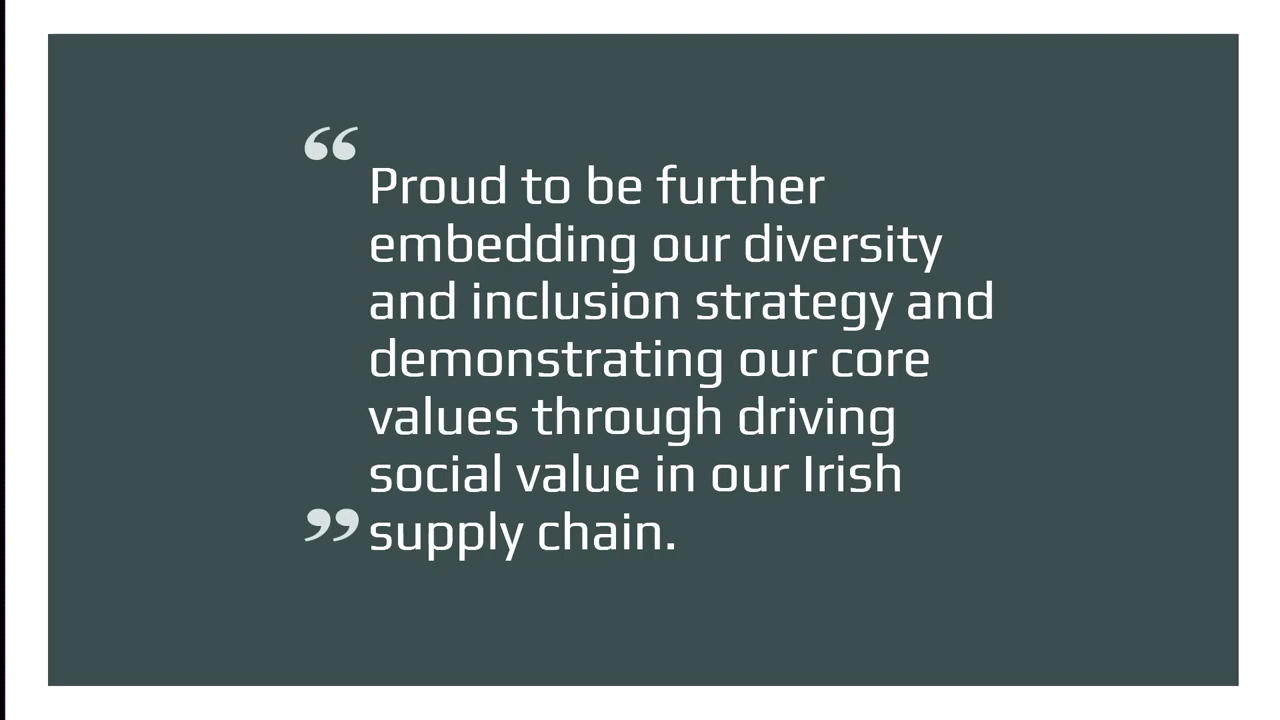 “Proud to be further
embedding our diversity
and inclusion strategy and
demonstrating our core
values through driving
social value in our Irish
”supply chain.